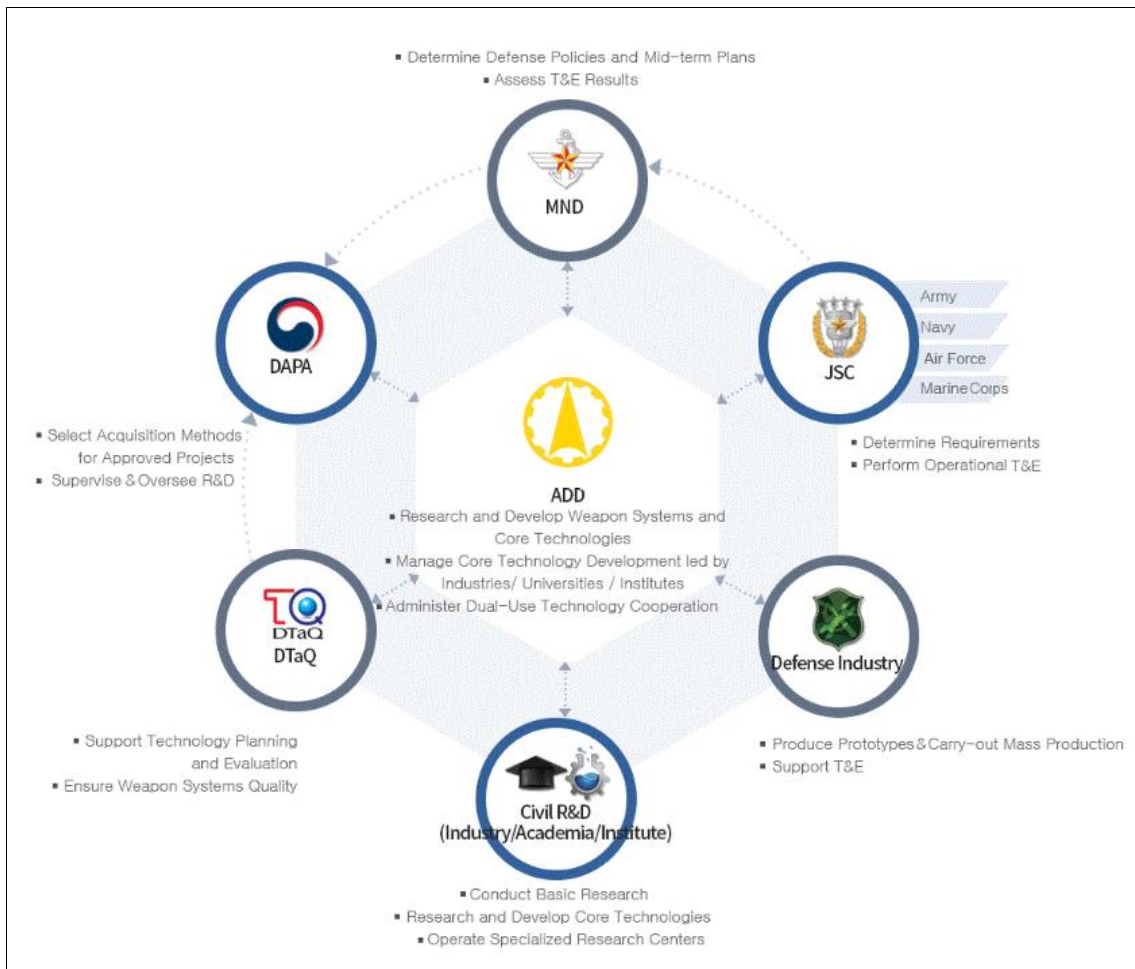 ▪ Determine Defense Policies and Mid-term Plans
▪ Assess T&E Results
MND
DAPA
▪ Select Acquisition Methods
for Approved Projects
▪ Supervise & Oversee R&D
JSC
Army
Navy
Air Force
Marine Corps
▪ Determine Requirements
▪ Perform Operational T&E
ADD
▪ Research and Develop Weapon Systems and
Core Technologies
▪ Manage Core Technology Development led by
Industries/ Universities / Institutes
▪ Administer Dual-Use Technology Cooperation
TQ
DTaQ
DTaQ
▪ Support Technology Planning
and Evaluation
▪ Ensure Weapon Systems Quality
Defense Industry
▪ Produce Prototypes & Carry-out Mass Production
▪ Support T&E
Civil R&D
(Industry/Academia/Institute)
▪ Conduct Basic Research
▪ Research and Develop Core Technologies
▪ Operate Specialized Research Centers